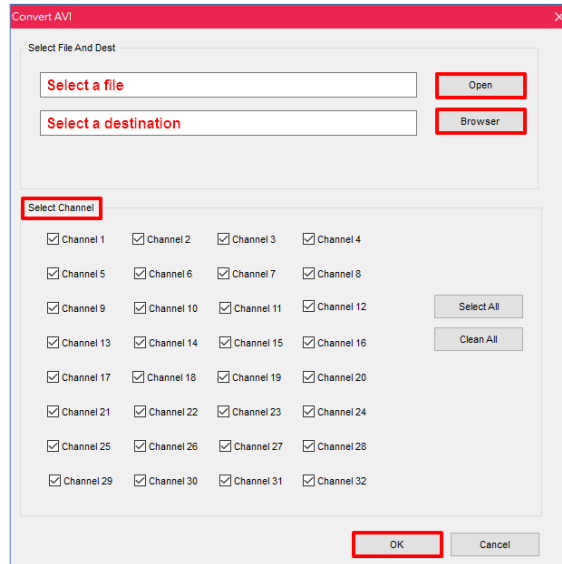 Convert AVI
Select File And Dest
Select a file
Open
Select a destination
Browser
Select Channel
Channel 1 Channel 2 Channel 3 Channel 4
Channel 5 Channel 6 Channel 7 Channel 8
Channel 9 Channel 10 Channel 11 Channel 12
Select All
Channel 13 Channel 14 Channel 15 Channel 16
Clean All
Channel 17 Channel 18 Channel 19 Channel 20
Channel 21 Channel 22 Channel 23 Channel 24
Channel 25 Channel 26 Channel 27 Channel 28
Channel 29 Channel 30 Channel 31 Channel 32
OK
Cancel